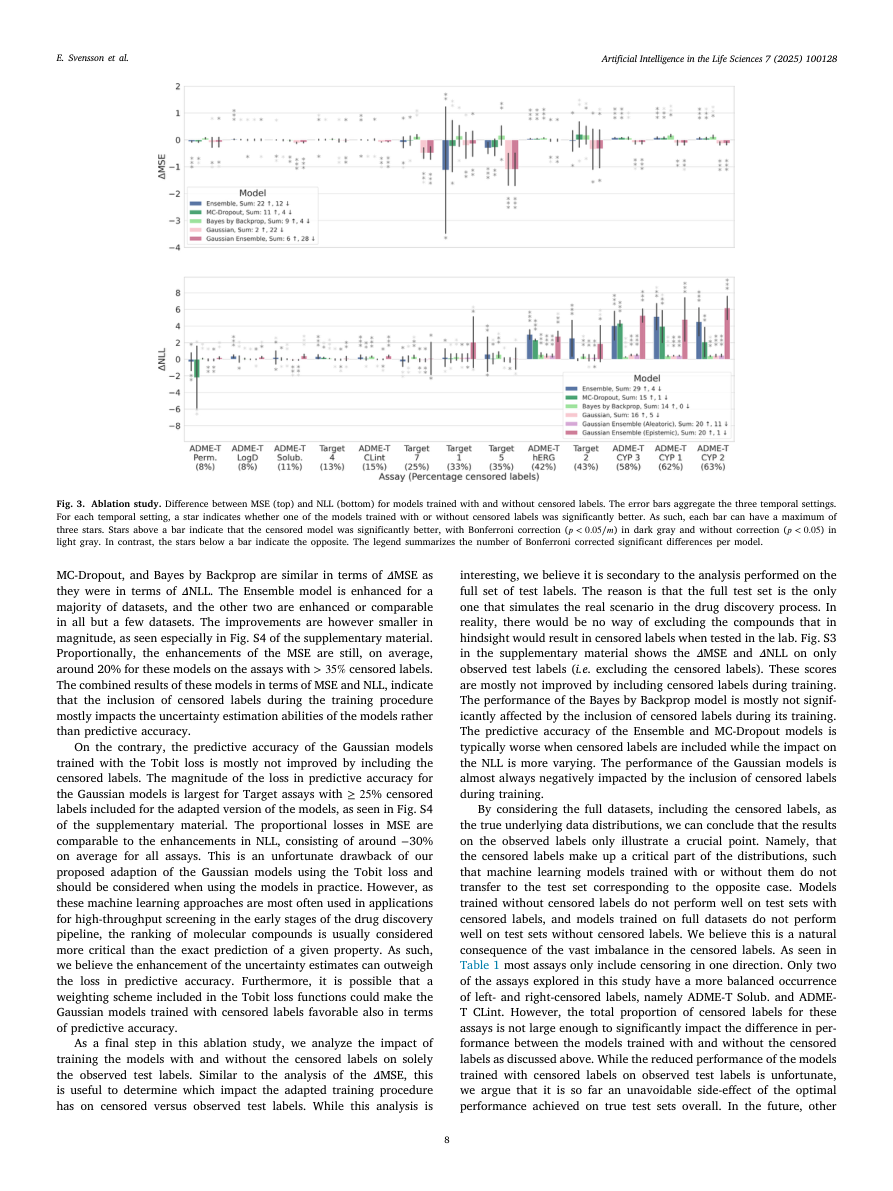 E. Svensson et al.
Artificial Intelligence in the Life Sciences 7 (2025) 100128
2
1
0
−1
−2
−3
−4
ΔMSE
Model
Ensemble, Sum: 22 ↑, 12 ↓
MC-Dropout, Sum: 11 ↑, 4 ↓
Bayes by Backprop, Sum: 9 ↑, 4 ↓
Gaussian, Sum: 2 ↑, 22 ↓
Gaussian Ensemble, Sum: 6 ↑, 28 ↓
8
6
4
2
0
−2
−4
−6
−8
ΔNLL
Model
Ensemble, Sum: 29 ↑, 4 ↓
MC-Dropout, Sum: 15 ↑, 1 ↓
Bayes by Backprop, Sum: 14 ↑, 0 ↓
Gaussian, Sum: 16 ↑, 5 ↓
Gaussian Ensemble (Aleatoric), Sum: 20 ↑, 11 ↓
Gaussian Ensemble (Epistemic), Sum: 20 ↑, 1 ↓
ADME-T Perm. (8%)
ADME-T LogD (8%)
ADME-T Solub. (11%)
Target 4 (13%)
ADME-T CLint (15%)
Target 7 (25%)
Target 1 (33%)
Target 5 (35%)
ADME-T hERG (42%)
Target 2 (43%)
ADME-T CYP 3 (58%)
ADME-T CYP 1 (62%)
ADME-T CYP 2 (63%)
Assay (Percentage censored labels)
Fig. 3. Ablation study. Difference between MSE (top) and NLL (bottom) for models trained with and without censored labels. The error bars aggregate the three temporal settings.
For each temporal setting, a star indicates whether one of the models trained with or without censored labels was significantly better. As such, each bar can have a maximum of
three stars. Stars above a bar indicate that the censored model was significantly better, with Bonferroni correction (p < 0.05/m) in dark gray and without correction (p < 0.05) in
light gray. In contrast, the stars below a bar indicate the opposite. The legend summarizes the number of Bonferroni corrected significant differences per model.
MC-Dropout, and Bayes by Backprop are similar in terms of ΔMSE as
they were in terms of ΔNLL. The Ensemble model is enhanced for a
majority of datasets, and the other two are enhanced or comparable
in all but a few datasets. The improvements are however smaller in
magnitude, as seen especially in Fig. S4 of the supplementary material.
Proportionally, the enhancements of the MSE are still, on average,
around 20% for these models on the assays with > 35% censored labels.
The combined results of these models in terms of MSE and NLL, indicate
that the inclusion of censored labels during the training procedure
mostly impacts the uncertainty estimation abilities of the models rather
than predictive accuracy.
On the contrary, the predictive accuracy of the Gaussian models
trained with the Tobit loss is mostly not improved by including the
censored labels. The magnitude of the loss in predictive accuracy for
the Gaussian models is largest for Target assays with ≥ 25% censored
labels included for the adapted version of the models, as seen in Fig. S4
of the supplementary material. The proportional losses in MSE are
comparable to the enhancements in NLL, consisting of around −30%
on average for all assays. This is an unfortunate drawback of our
proposed adaption of the Gaussian models using the Tobit loss and
should be considered when using the models in practice. However, as
these machine learning approaches are most often used in applications
for high-throughput screening in the early stages of the drug discovery
pipeline, the ranking of molecular compounds is usually considered
more critical than the exact prediction of a given property. As such,
we believe the enhancement of the uncertainty estimates can outweigh
the loss in predictive accuracy. Furthermore, it is possible that a
weighting scheme included in the Tobit loss functions could make the
Gaussian models trained with censored labels favorable also in terms
of predictive accuracy.
As a final step in this ablation study, we analyze the impact of
training the models with and without the censored labels on solely
the observed test labels. Similar to the analysis of the ΔMSE, this
is useful to determine which impact the adapted training procedure
has on censored versus observed test labels. While this analysis is
interesting, we believe it is secondary to the analysis performed on the
full set of test labels. The reason is that the full test set is the only
one that simulates the real scenario in the drug discovery process. In
reality, there would be no way of excluding the compounds that in
hindsight would result in censored labels when tested in the lab. Fig. S3
in the supplementary material shows the ΔMSE and ΔNLL on only
observed test labels (i.e. excluding the censored labels). These scores
are mostly not improved by including censored labels during training.
The performance of the Bayes by Backprop model is mostly not signif-
icantly affected by the inclusion of censored labels during its training.
The predictive accuracy of the Ensemble and MC-Dropout models is
typically worse when censored labels are included while the impact on
the NLL is more varying. The performance of the Gaussian models is
almost always negatively impacted by the inclusion of censored labels
during training.
By considering the full datasets, including the censored labels, as
the true underlying data distributions, we can conclude that the results
on the observed labels only illustrate a crucial point. Namely, that
the censored labels make up a critical part of the distributions, such
that machine learning models trained with or without them do not
transfer to the test set corresponding to the opposite case. Models
trained without censored labels do not perform well on test sets with
censored labels, and models trained on full datasets do not perform
well on test sets without censored labels. We believe this is a natural
consequence of the vast imbalance in the censored labels. As seen in
Table 1 most assays only include censoring in one direction. Only two
of the assays explored in this study have a more balanced occurrence
of left- and right-censored labels, namely ADME-T Solub. and ADME-
T CLint. However, the total proportion of censored labels for these
assays is not large enough to significantly impact the difference in per-
formance between the models trained with and without the censored
labels as discussed above. While the reduced performance of the models
trained with censored labels on observed test labels is unfortunate,
we argue that it is so far an unavoidable side-effect of the optimal
performance achieved on true test sets overall. In the future, other
8